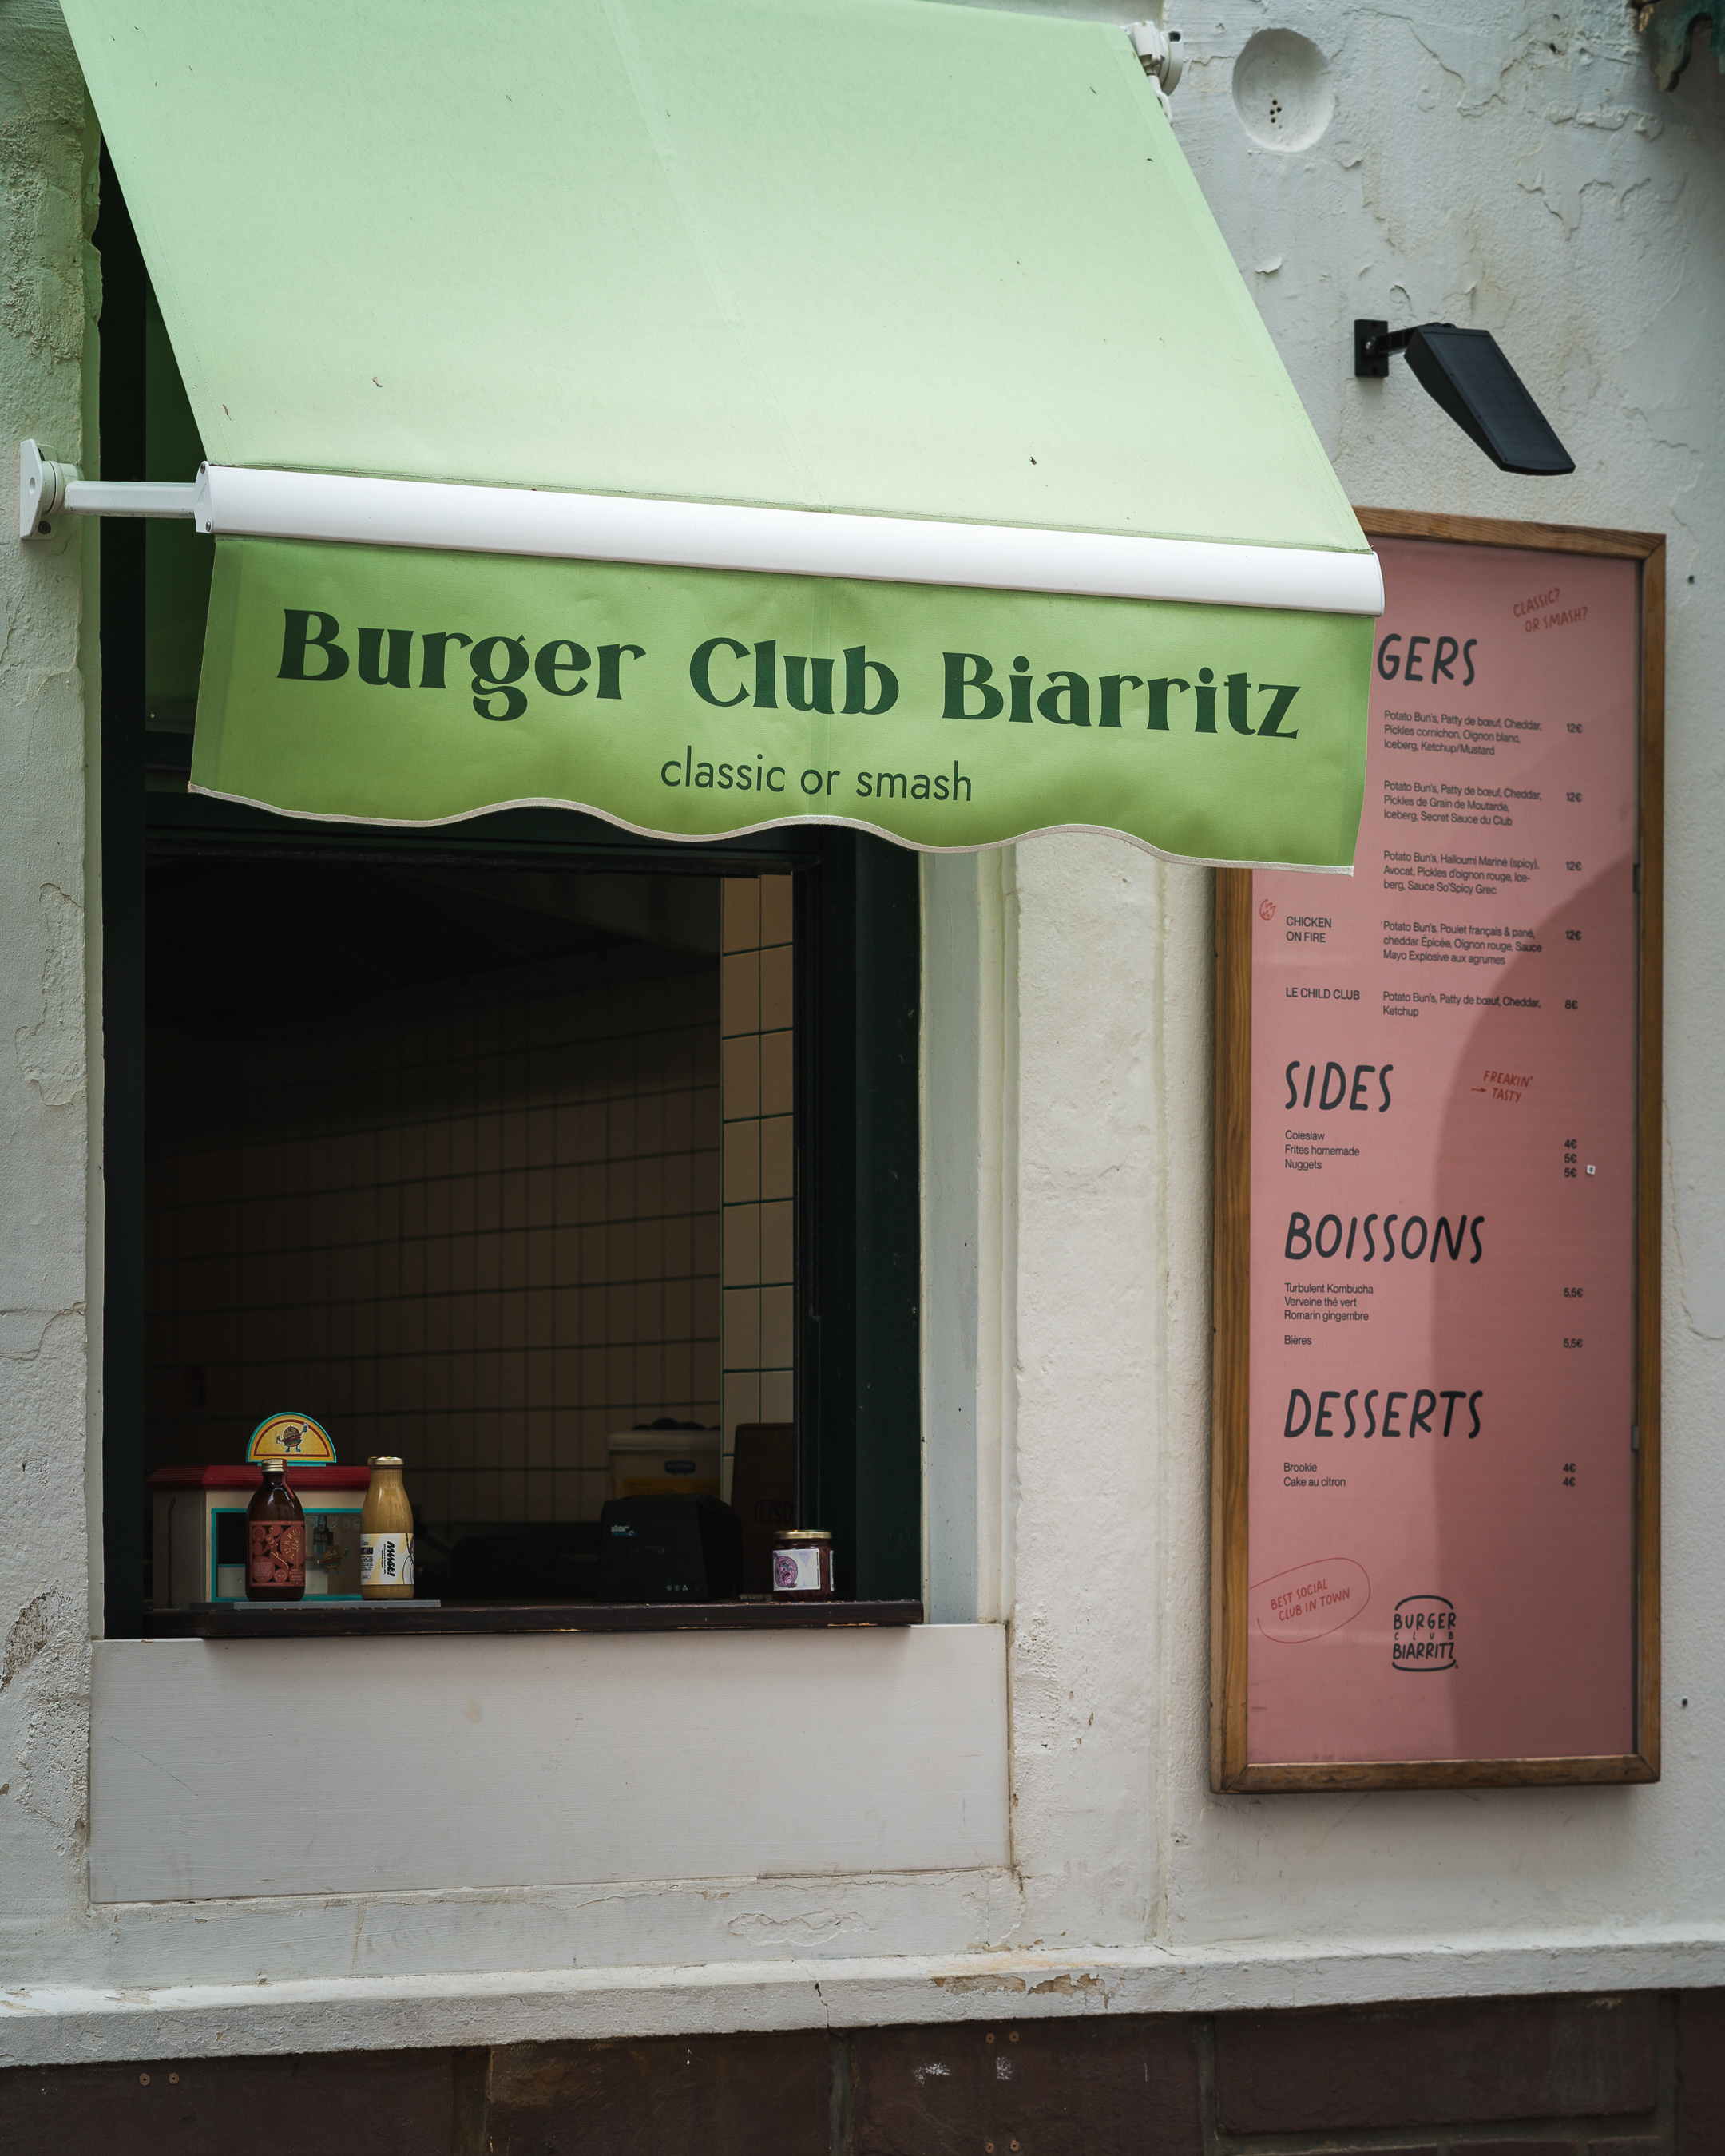 Burger Club Biarritz
classic or smash
CLASSIC?
OR SMASH?
GERS
Potato Bun's, Patty de bœuf, Cheddar,
Pickles cornichon, Oignon blanc,
Iceberg, Ketchup/Mustard
12€
Potato Bun's, Patty de bœuf, Cheddar,
Pickles de Grain de Moutarde,
Iceberg, Secret Sauce du Club
12€
Potato Bun's, Halloumi Mariné (spicy),
Avocat, Pickles d'oignon rouge, Ice-
berg, Sauce So'Spicy Grec
12€
CHICKEN
ON FIRE
Potato Bun's, Poulet français & pané,
cheddar Épicée, Oignon rouge, Sauce
Mayo Explosive aux agrumes
12€
LE CHILD CLUB
Potato Bun's, Patty de bœuf, Cheddar,
Ketchup
8€
SIDES
FREAKIN'
→ TASTY
Coleslaw 4€
Frites homemade 5€
Nuggets 5€
BOISSONS
Turbulent Kombucha 5,5€
Verveine thé vert
Romarin gingembre
Bières 5,5€
DESSERTS
Brookie 4€
Cake au citron 4€
BEST SOCIAL
CLUB IN TOWN
BURGER
CLUB
BIARRITZ